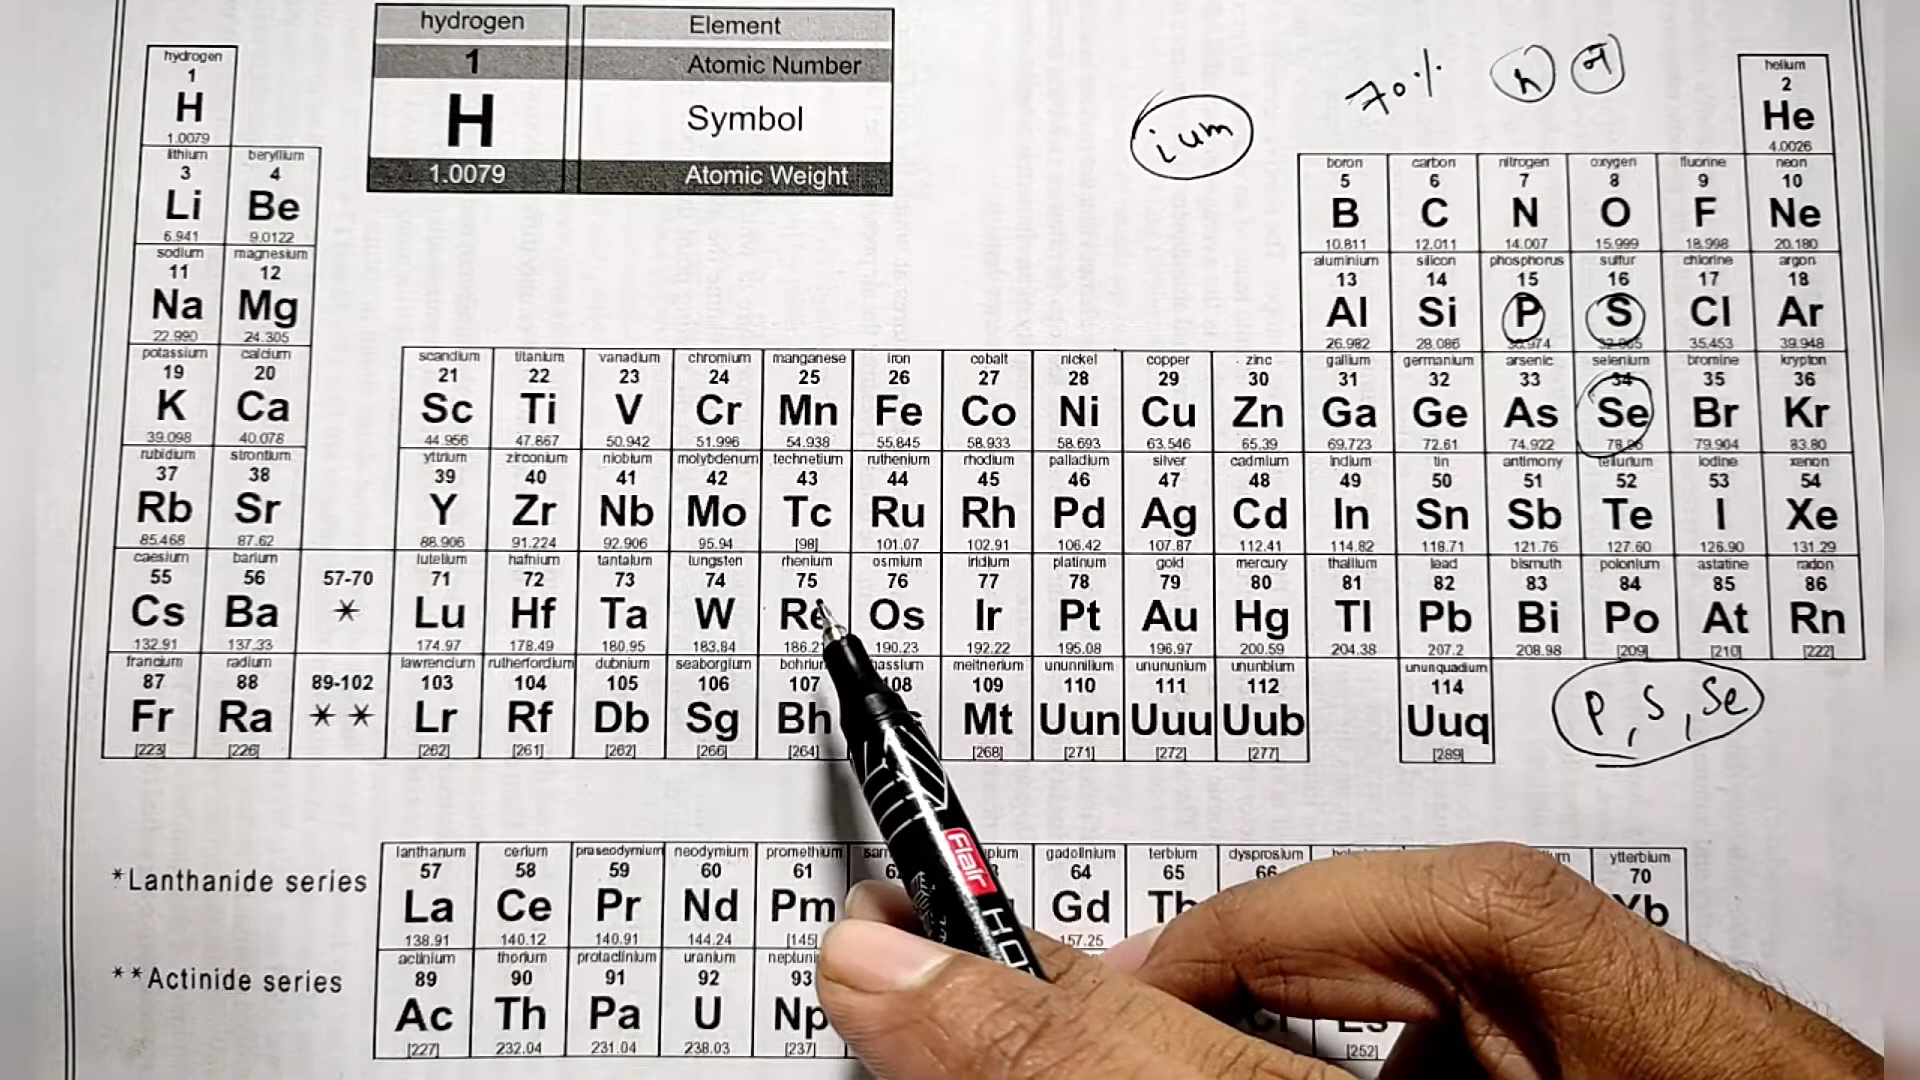 hydrogen Element
1 Atomic Number
H Symbol
1.0079 Atomic Weight
ium 70%
hydrogen helium
1 2
H He
1.0079 4.0026
lithium beryllium boron carbon nitrogen oxygen fluorine neon
3 4 5 6 7 8 9 10
Li Be B C N O F Ne
6.941 9.0122 10.811 12.011 14.007 15.999 18.998 20.180
sodium magnesium aluminium silicon phosphorus sulfur chlorine argon
11 12 13 14 15 16 17 18
Na Mg Al Si P S Cl Ar
22.990 24.305 26.982 28.086 30.974 32.065 35.453 39.948
potassium calcium scandium titanium vanadium chromium manganese iron cobalt nickel copper zinc gallium germanium arsenic selenium bromine krypton
19 20 21 22 23 24 25 26 27 28 29 30 31 32 33 34 35 36
K Ca Sc Ti V Cr Mn Fe Co Ni Cu Zn Ga Ge As Se Br Kr
39.098 40.078 44.956 47.867 50.942 51.996 54.938 55.845 58.933 58.693 63.546 65.39 69.723 72.61 74.922 78.96 79.904 83.80
rubidium strontium yttrium zirconium niobium molybdenum technetium ruthenium rhodium palladium silver cadmium indium tin antimony tellurium iodine xenon
37 38 39 40 41 42 43 44 45 46 47 48 49 50 51 52 53 54
Rb Sr Y Zr Nb Mo Tc Ru Rh Pd Ag Cd In Sn Sb Te I Xe
85.468 87.62 88.906 91.224 92.906 95.94 [98] 101.07 102.91 106.42 107.87 112.41 114.82 118.71 121.76 127.60 126.90 131.29
caesium barium lutetium hafnium tantalum tungsten rhenium osmium iridium platinum gold mercury thallium lead bismuth polonium astatine radon
55 56 57-70 71 72 73 74 75 76 77 78 79 80 81 82 83 84 85 86
Cs Ba * Lu Hf Ta W Re Os Ir Pt Au Hg Tl Pb Bi Po At Rn
132.91 137.33 174.97 178.49 180.95 183.84 186.21 190.23 192.22 195.08 196.97 200.59 204.38 207.2 208.98 [209] [210] [222]
francium radium lawrencium rutherfordium dubnium seaborgium bohrium hassium meitnerium ununnilium unununium ununbium ununquadium
87 88 89-102 103 104 105 106 107 108 109 110 111 112 114
Fr Ra ** Lr Rf Db Sg Bh Mt Uun Uuu Uub Uuq
[223] [226] [262] [261] [262] [266] [264] [268] [271] [272] [277] [289]
P, S, Se
Flair
HO
lanthanum cerium praseodymium neodymium promethium gadolinium terbium dysprosium ytterbium
57 58 59 60 61 64 65 66 70
*Lanthanide series La Ce Pr Nd Pm Gd Tb Yb
138.91 140.12 140.91 144.24 [145] 157.25
actinium thorium protactinium uranium
89 90 91 92 93
**Actinide series Ac Th Pa U Np
[227] 232.04 231.04 238.03 [237] [252]